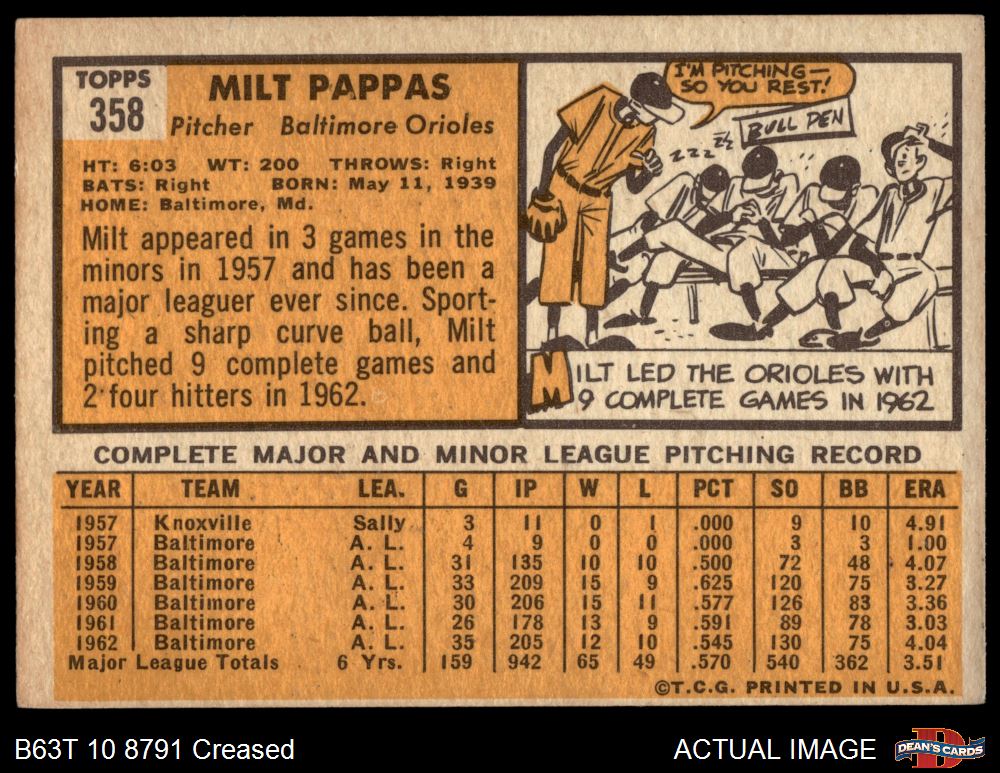 TOPPS
358
MILT PAPPAS
Pitcher Baltimore Orioles
HT: 6:03 WT: 200 THROWS: Right
BATS: Right BORN: May 11, 1939
HOME: Baltimore, Md.
Milt appeared in 3 games in the
minors in 1957 and has been a
major leaguer ever since. Sport-
ing a sharp curve ball, Milt
pitched 9 complete games and
2 four hitters in 1962.
I'M PITCHING—
SO YOU REST!
BULL PEN
ZZZ ZZ
MILT LED THE ORIOLES WITH
9 COMPLETE GAMES IN 1962
COMPLETE MAJOR AND MINOR LEAGUE PITCHING RECORD
YEAR TEAM LEA. G IP W L PCT SO BB ERA
1957 Knoxville Sally 3 11 0 1 .000 9 10 4.91
1957 Baltimore A. L. 4 9 0 0 .000 3 3 1.00
1958 Baltimore A. L. 31 135 10 10 .500 72 48 4.07
1959 Baltimore A. L. 33 209 15 9 .625 120 75 3.27
1960 Baltimore A. L. 30 206 15 11 .577 126 83 3.36
1961 Baltimore A. L. 26 178 13 9 .591 89 78 3.03
1962 Baltimore A. L. 35 205 12 10 .545 130 75 4.04
Major League Totals 6 Yrs. 159 942 65 49 .570 540 362 3.51
©T.C.G. PRINTED IN U.S.A.
B63T 10 8791 Creased
ACTUAL IMAGE
D
DEAN'S CARDS